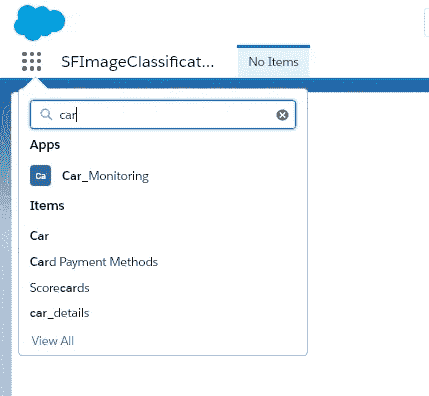 SFImageClassificat... No Items
car
Apps
Ca Car_Monitoring
Items
Car
Card Payment Methods
Scorecards
car_details
View All